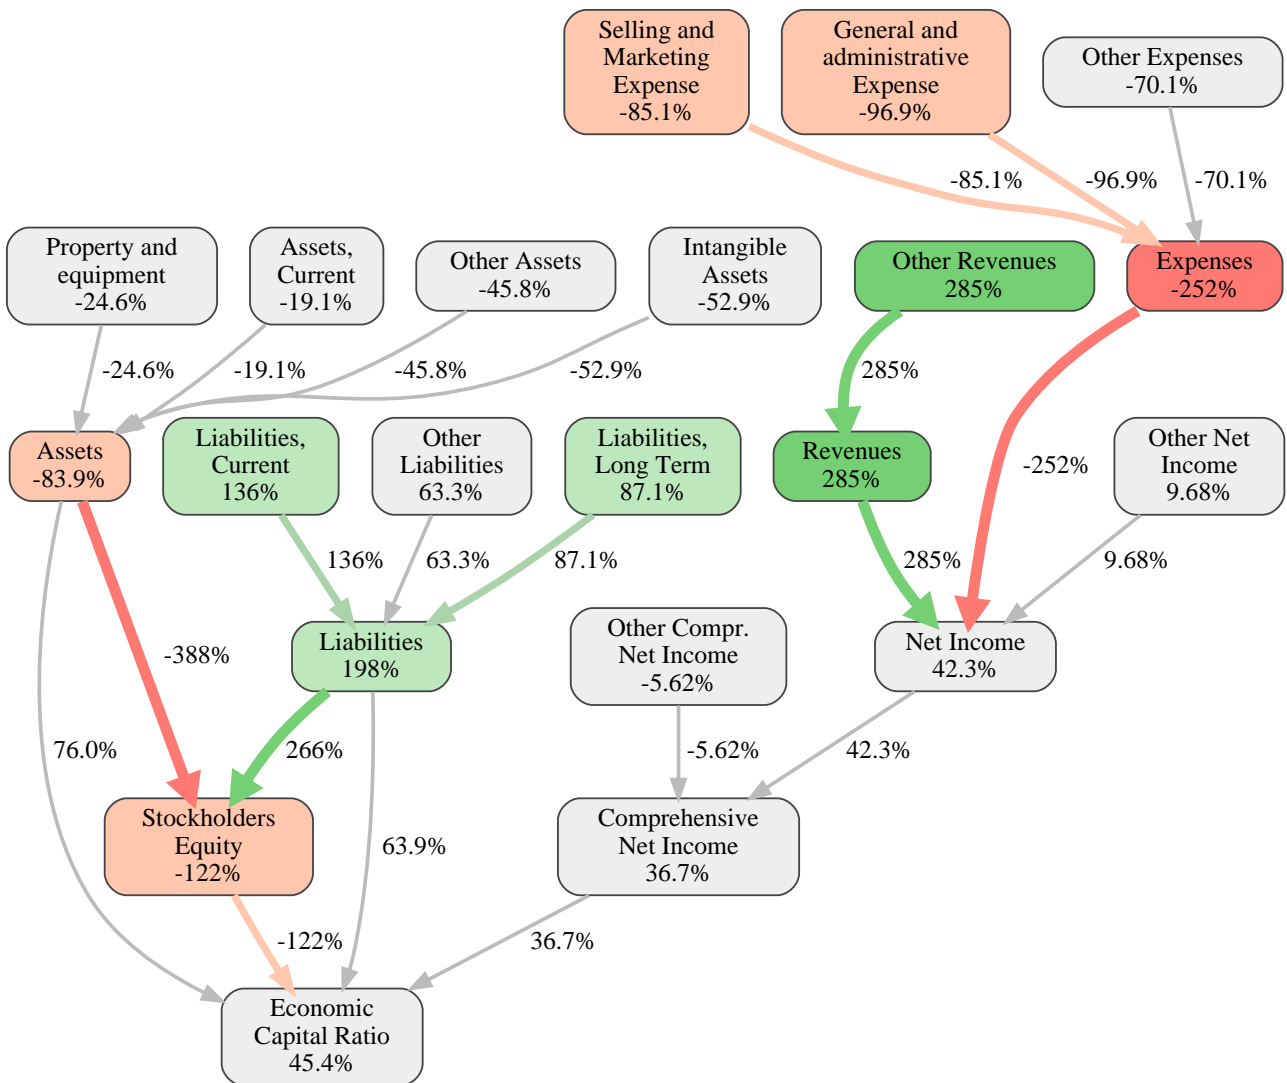 Selling and
Marketing
Expense
-85.1%
General and
administrative
Expense
-96.9%
Other Expenses
-70.1%
-85.1%
-96.9%
-70.1%
Property and
equipment
-24.6%
Assets,
Current
-19.1%
Other Assets
-45.8%
Intangible
Assets
-52.9%
Other Revenues
285%
Expenses
-252%
-24.6%
-19.1%
-45.8%
-52.9%
285%
Assets
-83.9%
Liabilities,
Current
136%
Other
Liabilities
63.3%
Liabilities,
Long Term
87.1%
Revenues
285%
-252%
Other Net
Income
9.68%
136%
63.3%
87.1%
285%
9.68%
-388%
Liabilities
198%
Other Compr.
Net Income
-5.62%
Net Income
42.3%
76.0%
266%
-5.62%
42.3%
Stockholders
Equity
-122%
63.9%
Comprehensive
Net Income
36.7%
-122%
36.7%
Economic
Capital Ratio
45.4%